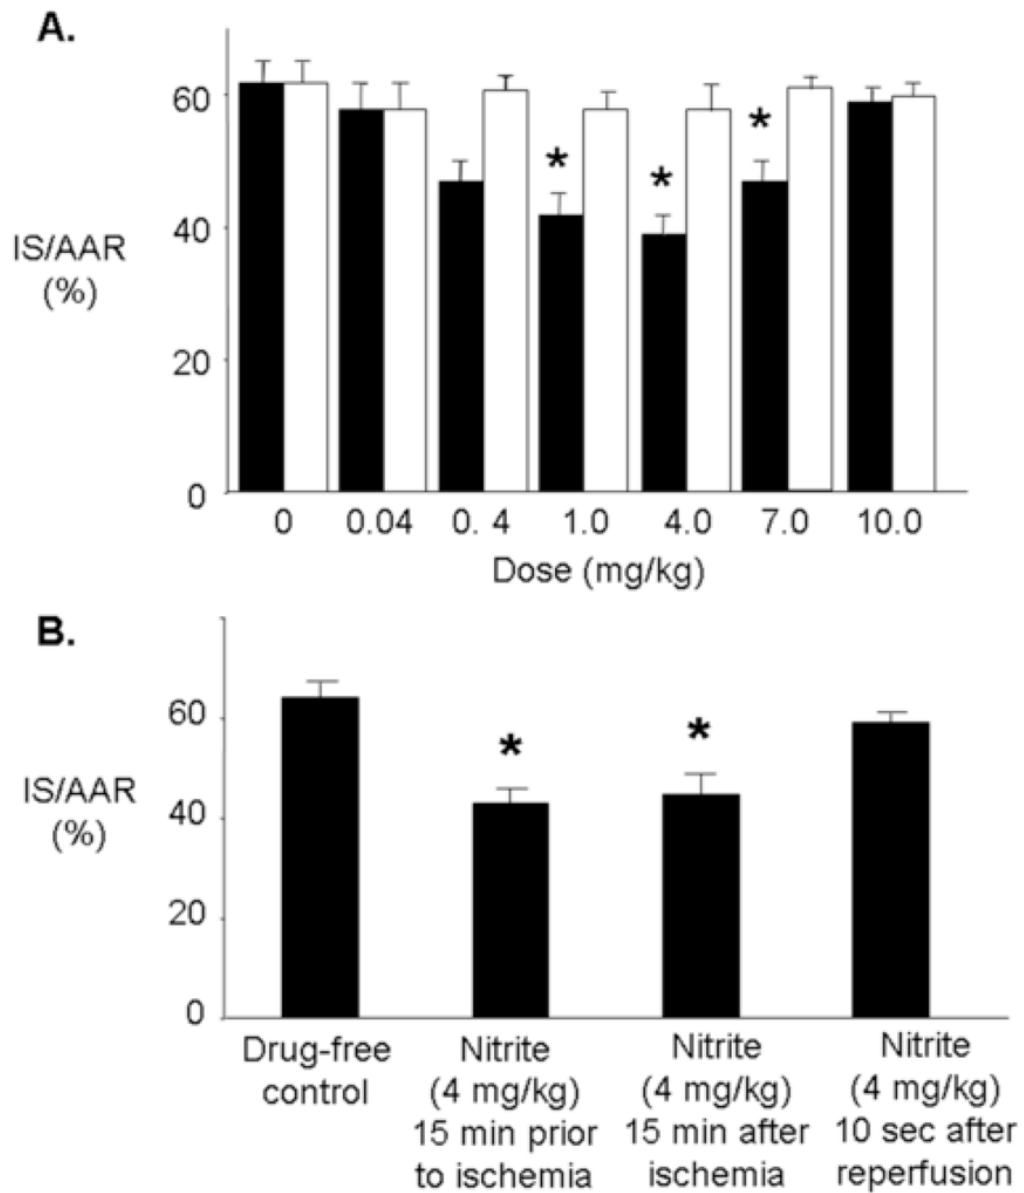 A.
60
40
20
0
IS/AAR
(%)
*
*
*
0 0.04 0. 4 1.0 4.0 7.0 10.0
Dose (mg/kg)
B.
60
40
20
0
IS/AAR
(%)
*
*
Drug-free
control
Nitrite
(4 mg/kg)
15 min prior
to ischemia
Nitrite
(4 mg/kg)
15 min after
ischemia
Nitrite
(4 mg/kg)
10 sec after
reperfusion